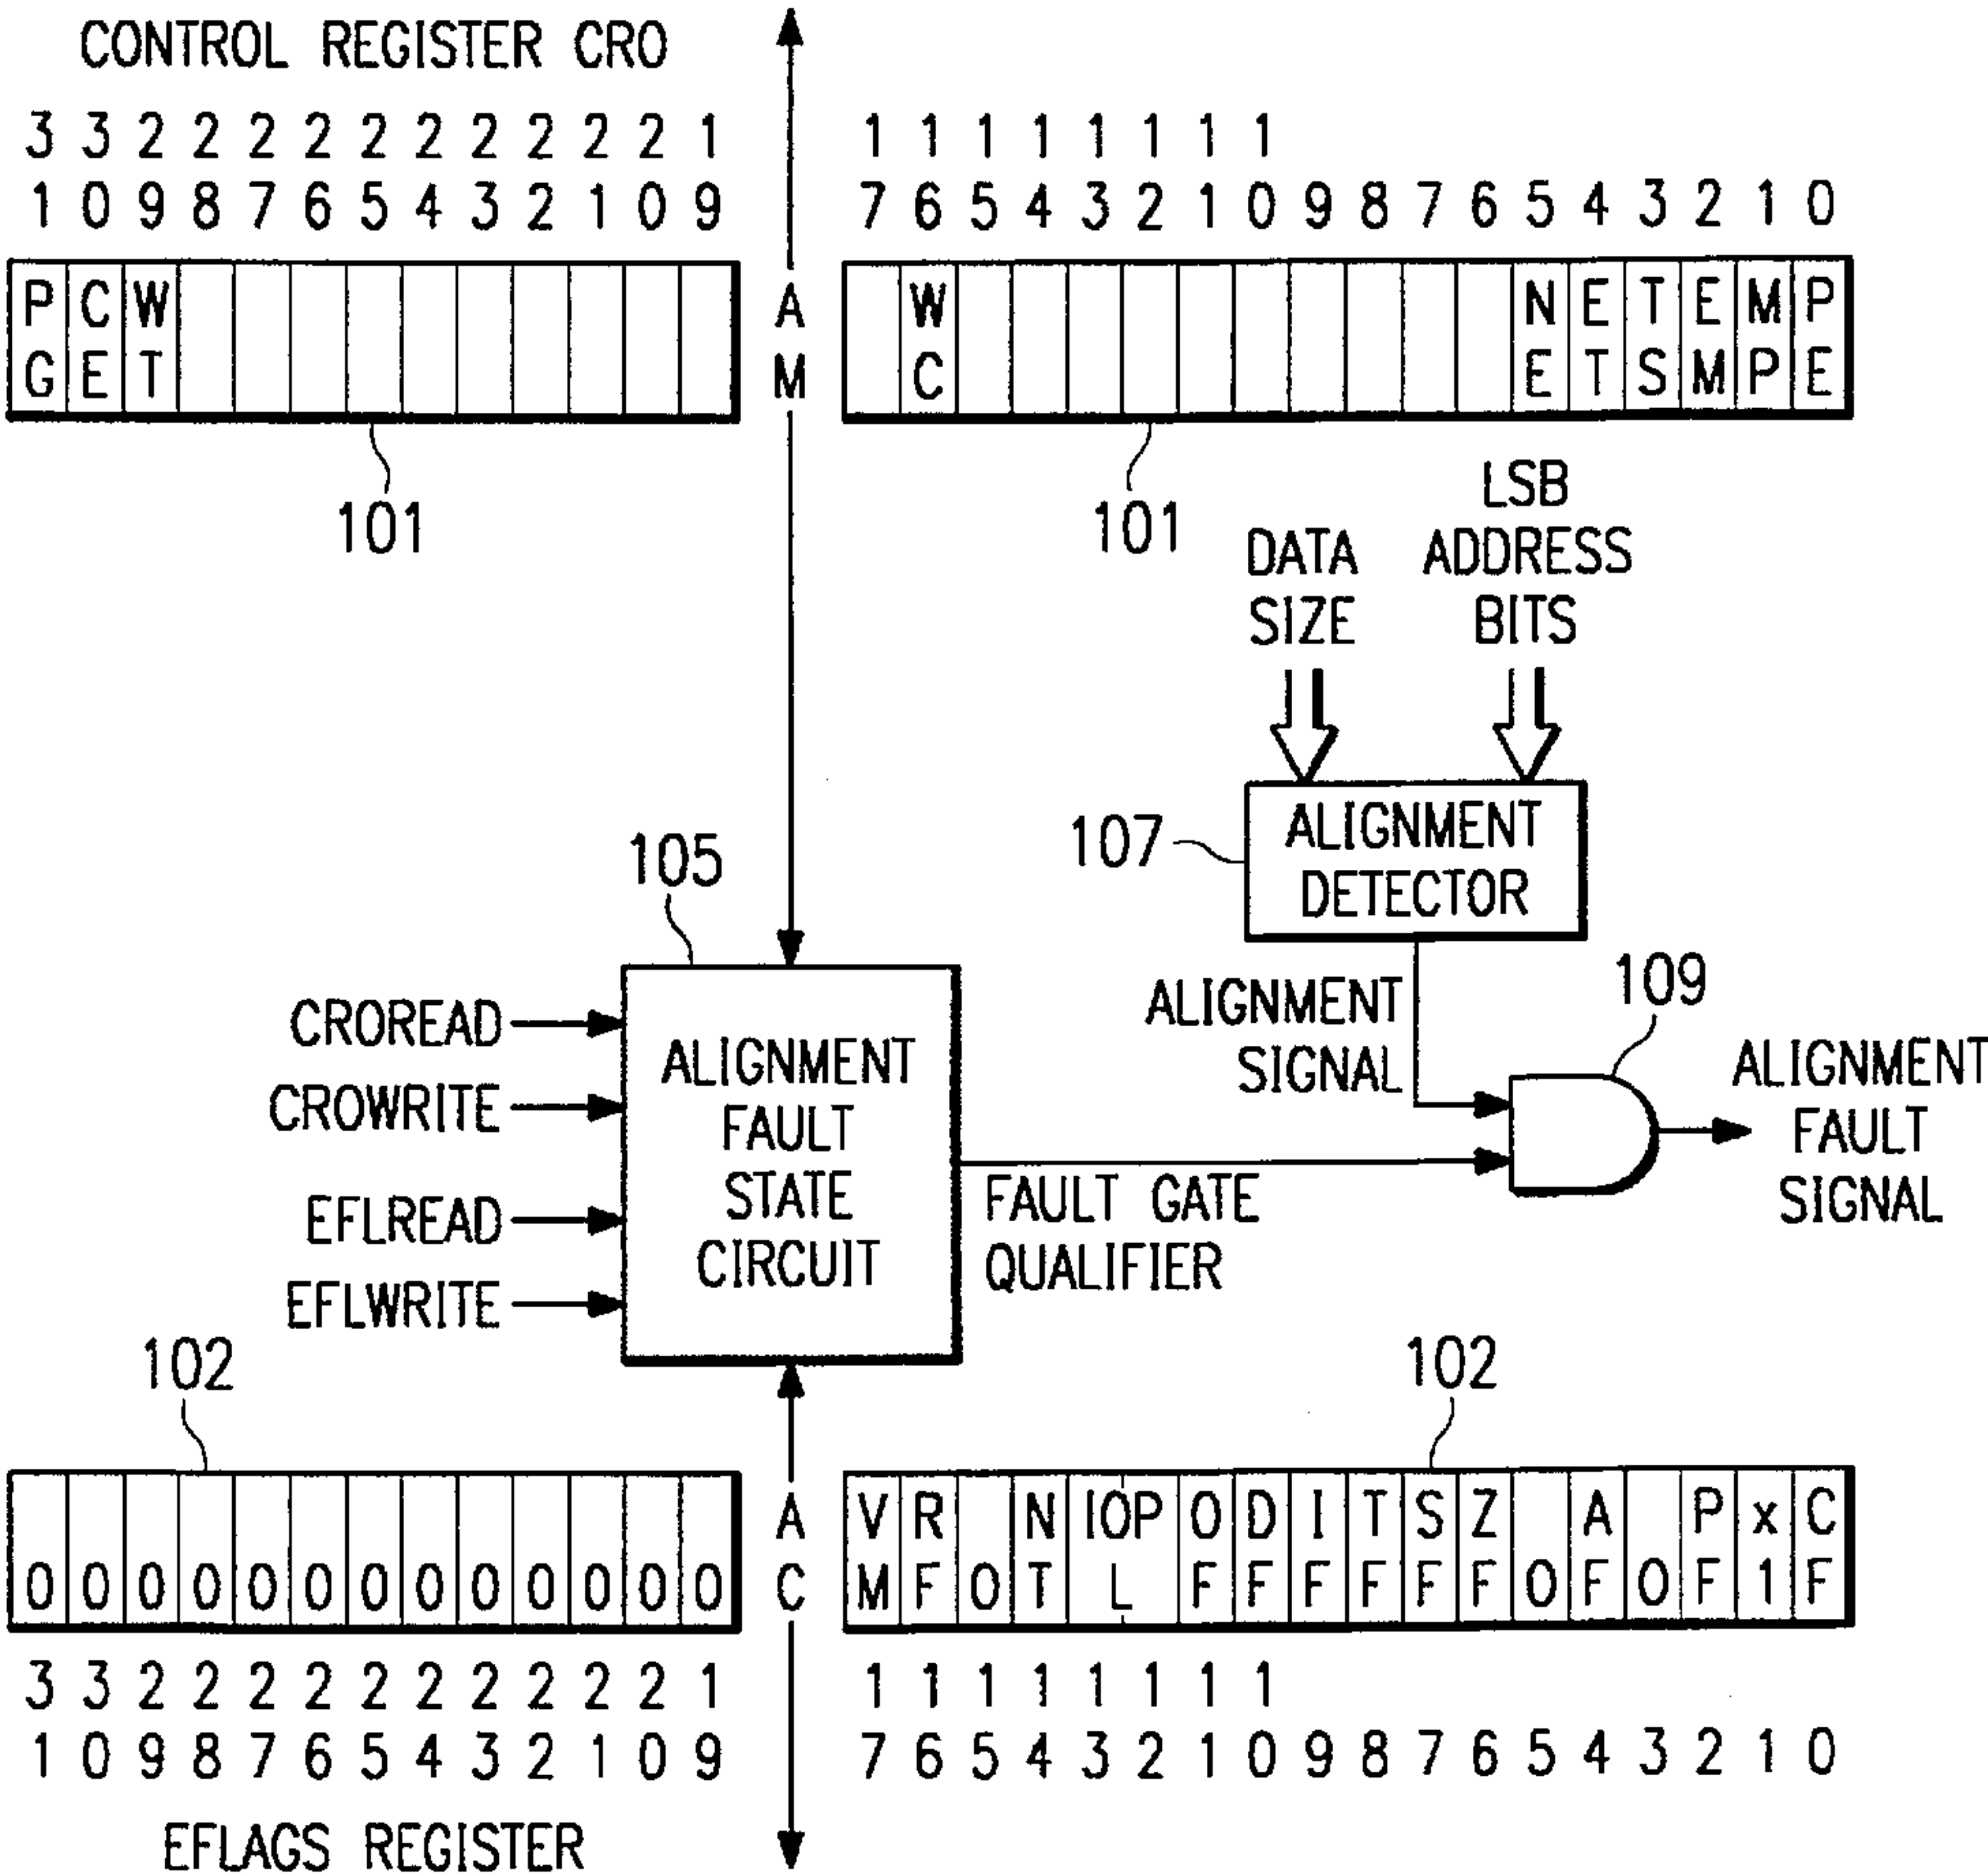 CONTROL REGISTER CR0
3 3 2 2 2 2 2 2 2 2 2 2 1 1 1 1 1 1 1 1 1
1 0 9 8 7 6 5 4 3 2 1 0 9 7 6 5 4 3 2 1 0 9 8 7 6 5 4 3 2 1 0
P C W A W N E T E M P
G E T M C E T S M P E
101 101
DATA SIZE
LSB ADDRESS BITS
107
ALIGNMENT DETECTOR
105
CR0READ
CR0WRITE
EFLREAD
EFLWRITE
ALIGNMENT FAULT STATE CIRCUIT
ALIGNMENT SIGNAL
109
FAULT GATE QUALIFIER
ALIGNMENT FAULT SIGNAL
102 102
A V R N IOP O D I T S Z A P x C
0 0 0 0 0 0 0 0 0 0 0 0 0 C M F 0 T L F F F F F F 0 F 0 F 1 F
3 3 2 2 2 2 2 2 2 2 2 2 1 1 1 1 1 1 1 1 1
1 0 9 8 7 6 5 4 3 2 1 0 9 7 6 5 4 3 2 1 0 9 8 7 6 5 4 3 2 1 0
EFLAGS REGISTER